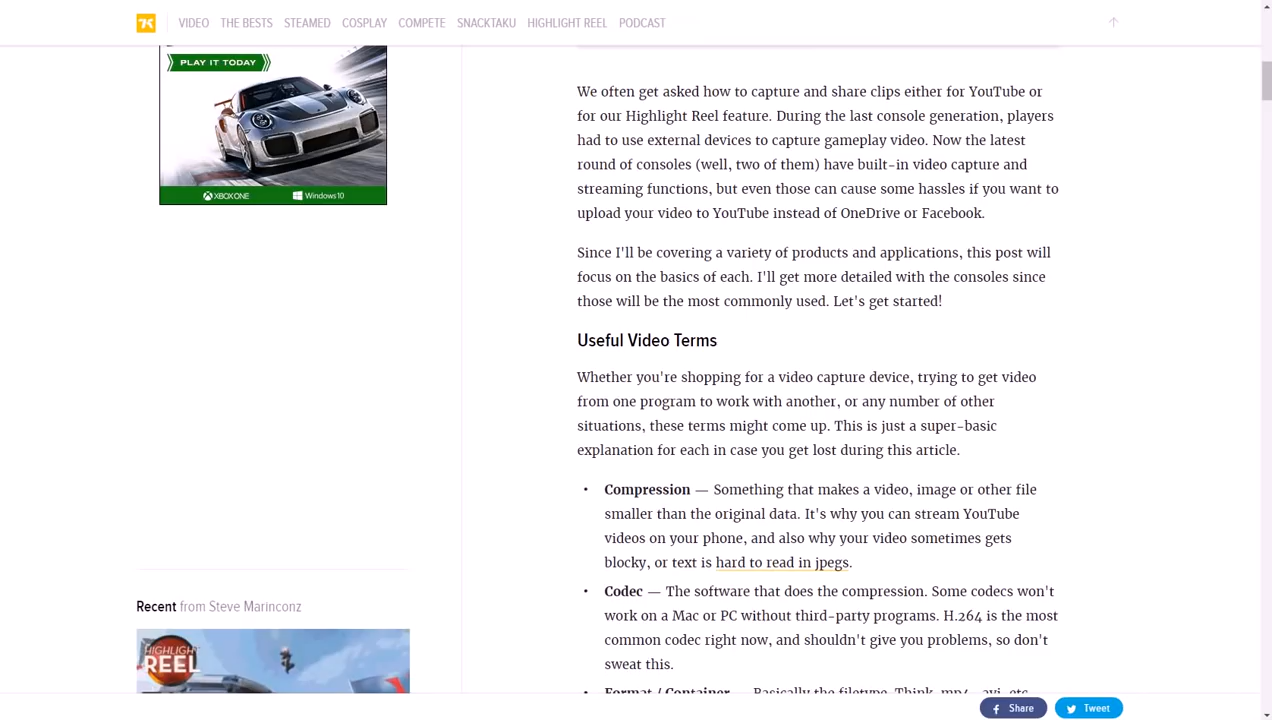 VIDEO THE BESTS STEAMED COSPLAY COMPETE SNACKTAKU HIGHLIGHT REEL PODCAST
PLAY IT TODAY
XBOX ONE Windows 10
We often get asked how to capture and share clips either for YouTube or
for our Highlight Reel feature. During the last console generation, players
had to use external devices to capture gameplay video. Now the latest
round of consoles (well, two of them) have built-in video capture and
streaming functions, but even those can cause some hassles if you want to
upload your video to YouTube instead of OneDrive or Facebook.
Since I'll be covering a variety of products and applications, this post will
focus on the basics of each. I'll get more detailed with the consoles since
those will be the most commonly used. Let's get started!
Useful Video Terms
Whether you're shopping for a video capture device, trying to get video
from one program to work with another, or any number of other
situations, these terms might come up. This is just a super-basic
explanation for each in case you get lost during this article.
• Compression — Something that makes a video, image or other file
smaller than the original data. It's why you can stream YouTube
videos on your phone, and also why your video sometimes gets
blocky, or text is hard to read in jpegs.
• Codec — The software that does the compression. Some codecs won't
work on a Mac or PC without third-party programs. H.264 is the most
common codec right now, and shouldn't give you problems, so don't
sweat this.
• Format / Container — Basically the filetype. Think .mp4, .avi, etc.
Recent from Steve Marinconz
HIGHLIGHT
REEL
Share Tweet